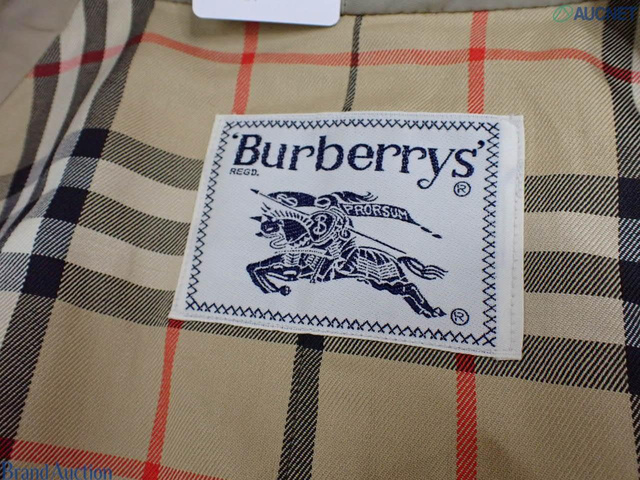 AUCNET
'Burberrys'
REGD.
®
PRORSUM
®
Brand Auction